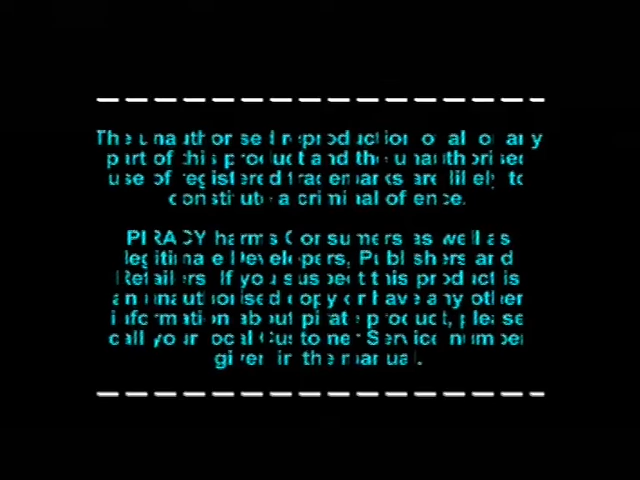 The unauthorised reproduction of all or any
part of this product and the unauthorised
use of registered trademarks are likely to
constitute a criminal offence.
PIRACY harms Consumers as well as
legitimate Developers, Publishers and
Retailers. If you suspect this product is
an unauthorised copy or have any other
information about pirate product, please
call your local Customer Service number
given in the manual.